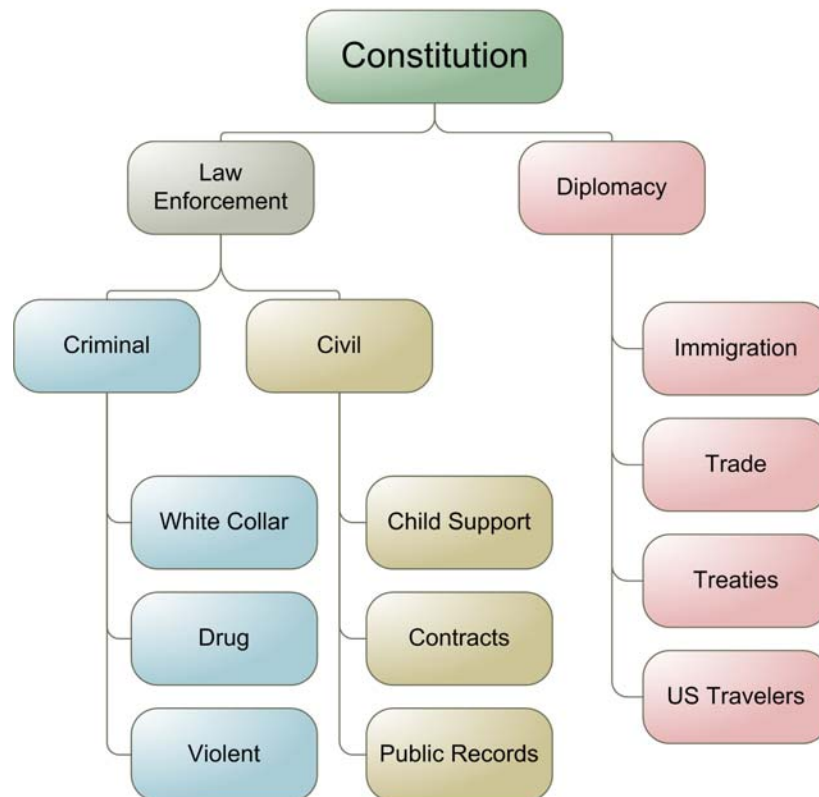 Constitution
Law
Enforcement
Diplomacy
Criminal
Civil
Immigration
Trade
White Collar
Child Support
Treaties
Drug
Contracts
US Travelers
Violent
Public Records